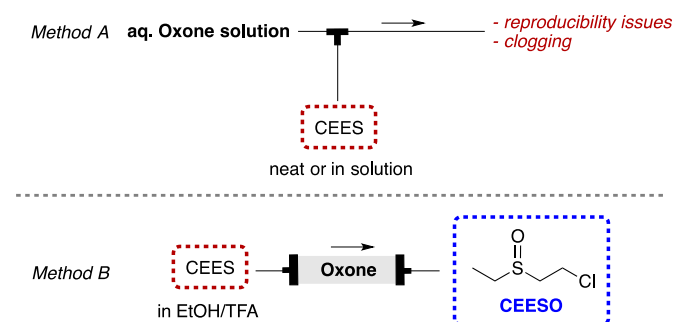 Method A aq. Oxone solution
- reproducibility issues
- clogging
CEES
neat or in solution
Method B CEES Oxone
in EtOH/TFA
O
S
Cl
CEESO